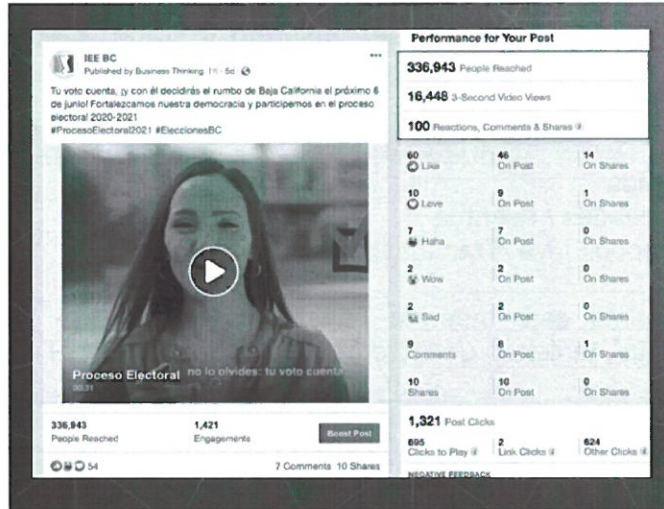 IEE BC
Published by Business Thinking
5d
Tu voto cuenta, ¡y con él decidirás el rumbo de Baja California el próximo 6
de junio! Fortalezcamos nuestra democracia y participemos en el proceso
electoral 2020-2021
#ProcesoElectoral2021 #EleccionesBC
Proceso Electoral no lo olvides: tu voto cuenta
00:31
336,943 1,421
People Reached Engagements Boost Post
54 7 Comments 10 Shares
Performance for Your Post
336,943 People Reached
16,448 3-Second Video Views
100 Reactions, Comments & Shares
60 46 14
Like On Post On Shares
10 9 1
Love On Post On Shares
7 7 0
Haha On Post On Shares
2 2 0
Wow On Post On Shares
2 2 0
Sad On Post On Shares
9 8 1
Comments On Post On Shares
10 10 0
Shares On Post On Shares
1,321 Post Clicks
695 2 624
Clicks to Play Link Clicks Other Clicks
NEGATIVE FEEDBACK